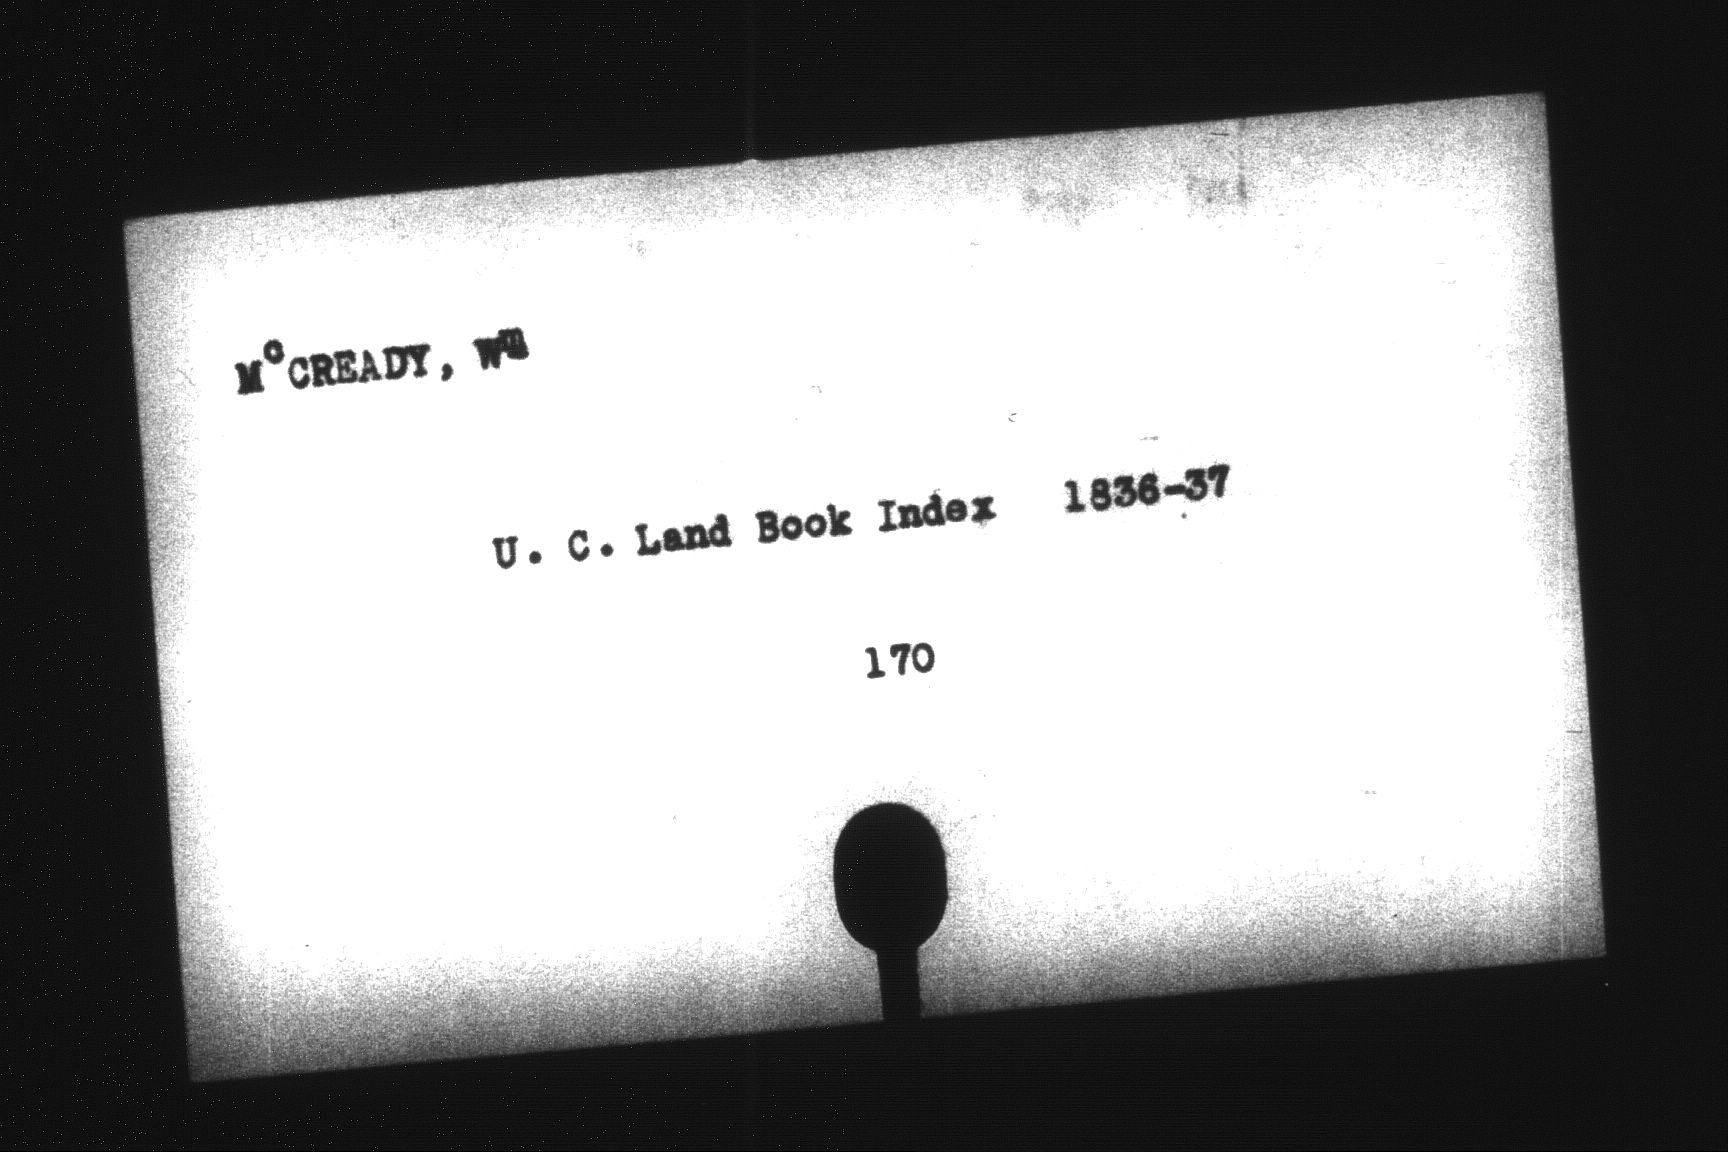 McCREADY, Wm
U. C. Land Book Index 1836-37
170